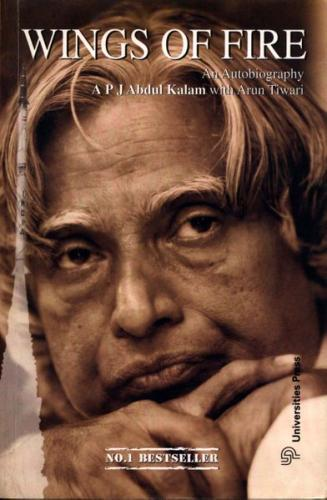 WINGS OF FIRE
An Autobiography
A P J Abdul Kalam with Arun Tiwari
Universities Press
NO.1 BESTSELLER